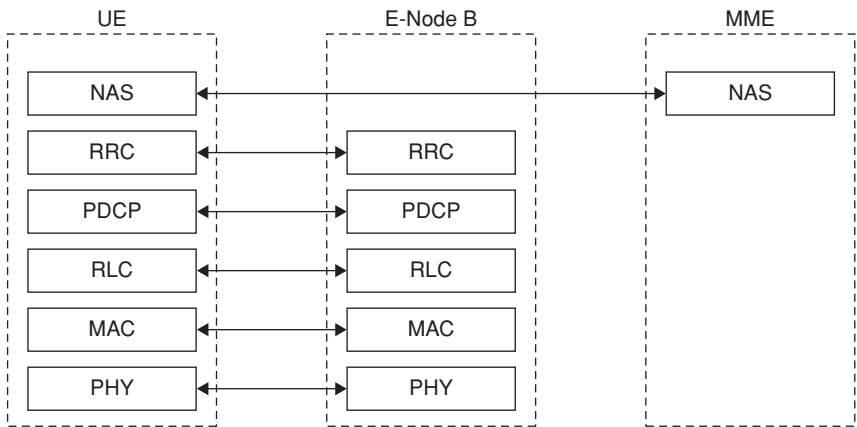 UE E-Node B MME
NAS NAS
RRC RRC
PDCP PDCP
RLC RLC
MAC MAC
PHY PHY